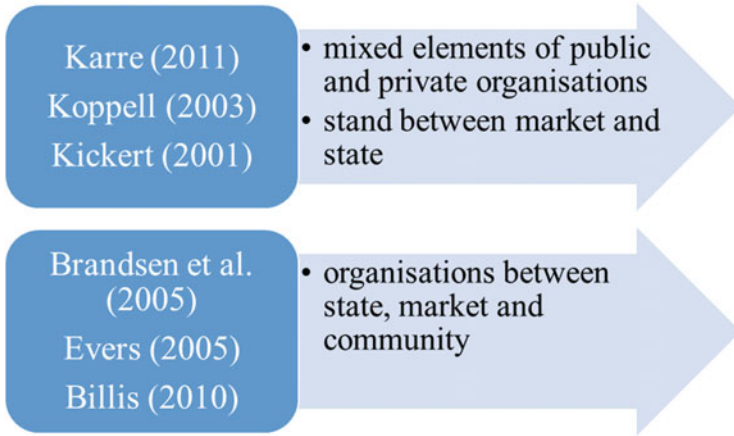 Karre (2011)
Koppell (2003)
Kickert (2001)
• mixed elements of public
and private organisations
• stand between market and
state
Brandsen et al.
(2005)
Evers (2005)
Billis (2010)
• organisations between
state, market and
community